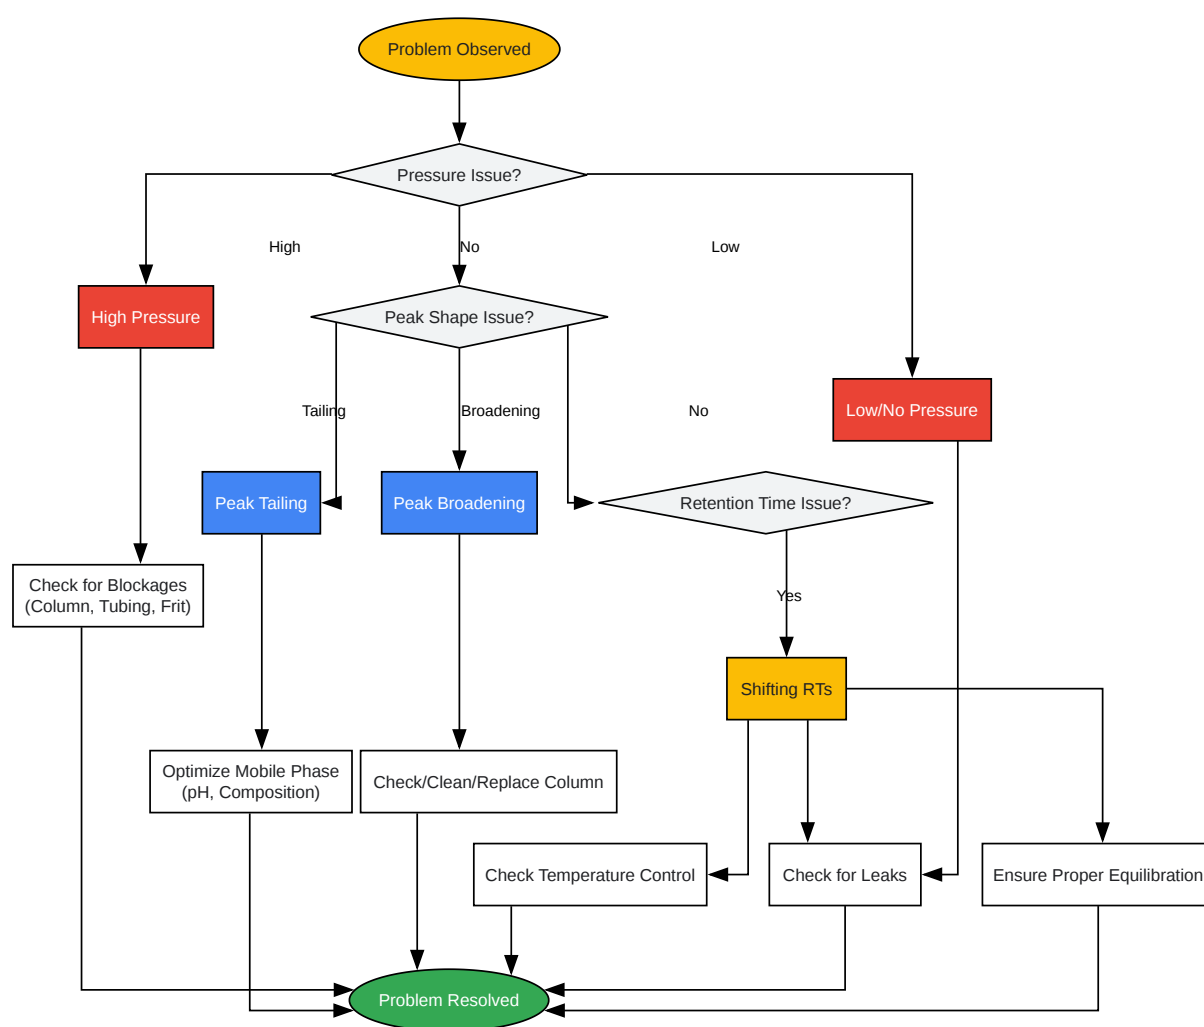 Problem Observed
Pressure Issue?
High
No
Low
High Pressure
Peak Shape Issue?
Tailing
Broadening
No
Low/No Pressure
Peak Tailing
Peak Broadening
Retention Time Issue?
Check for Blockages
(Column, Tubing, Frit)
Yes
Shifting RTs
Optimize Mobile Phase
(pH, Composition)
Check/Clean/Replace Column
Check Temperature Control
Check for Leaks
Ensure Proper Equilibration
Problem Resolved